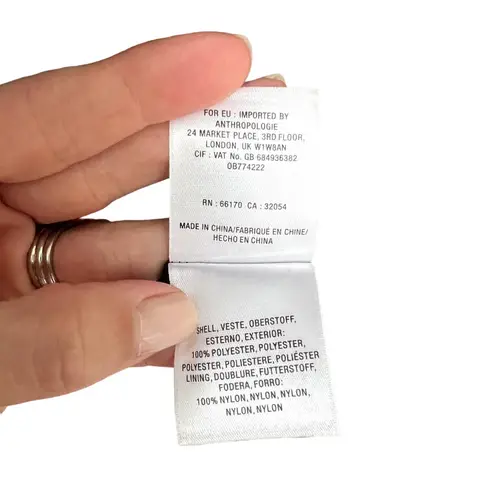 FOR EU : IMPORTED BY
ANTHROPOLOGIE
24 MARKET PLACE, 3RD FLOOR,
LONDON, UK W1W8AN
CIF : VAT No. GB 684936382
0B774222
RN : 66170 CA : 32054
MADE IN CHINA/FABRIQUÉ EN CHINE/
HECHO EN CHINA
SHELL, VESTE, OBERSTOFF,
ESTERNO, EXTERIOR:
100% POLYESTER, POLYESTER,
POLYESTER, POLIESTERE, POLIÉSTER
LINING, DOUBLURE, FUTTERSTOFF,
FODERA, FORRO:
100% NYLON, NYLON, NYLON,
NYLON, NYLON